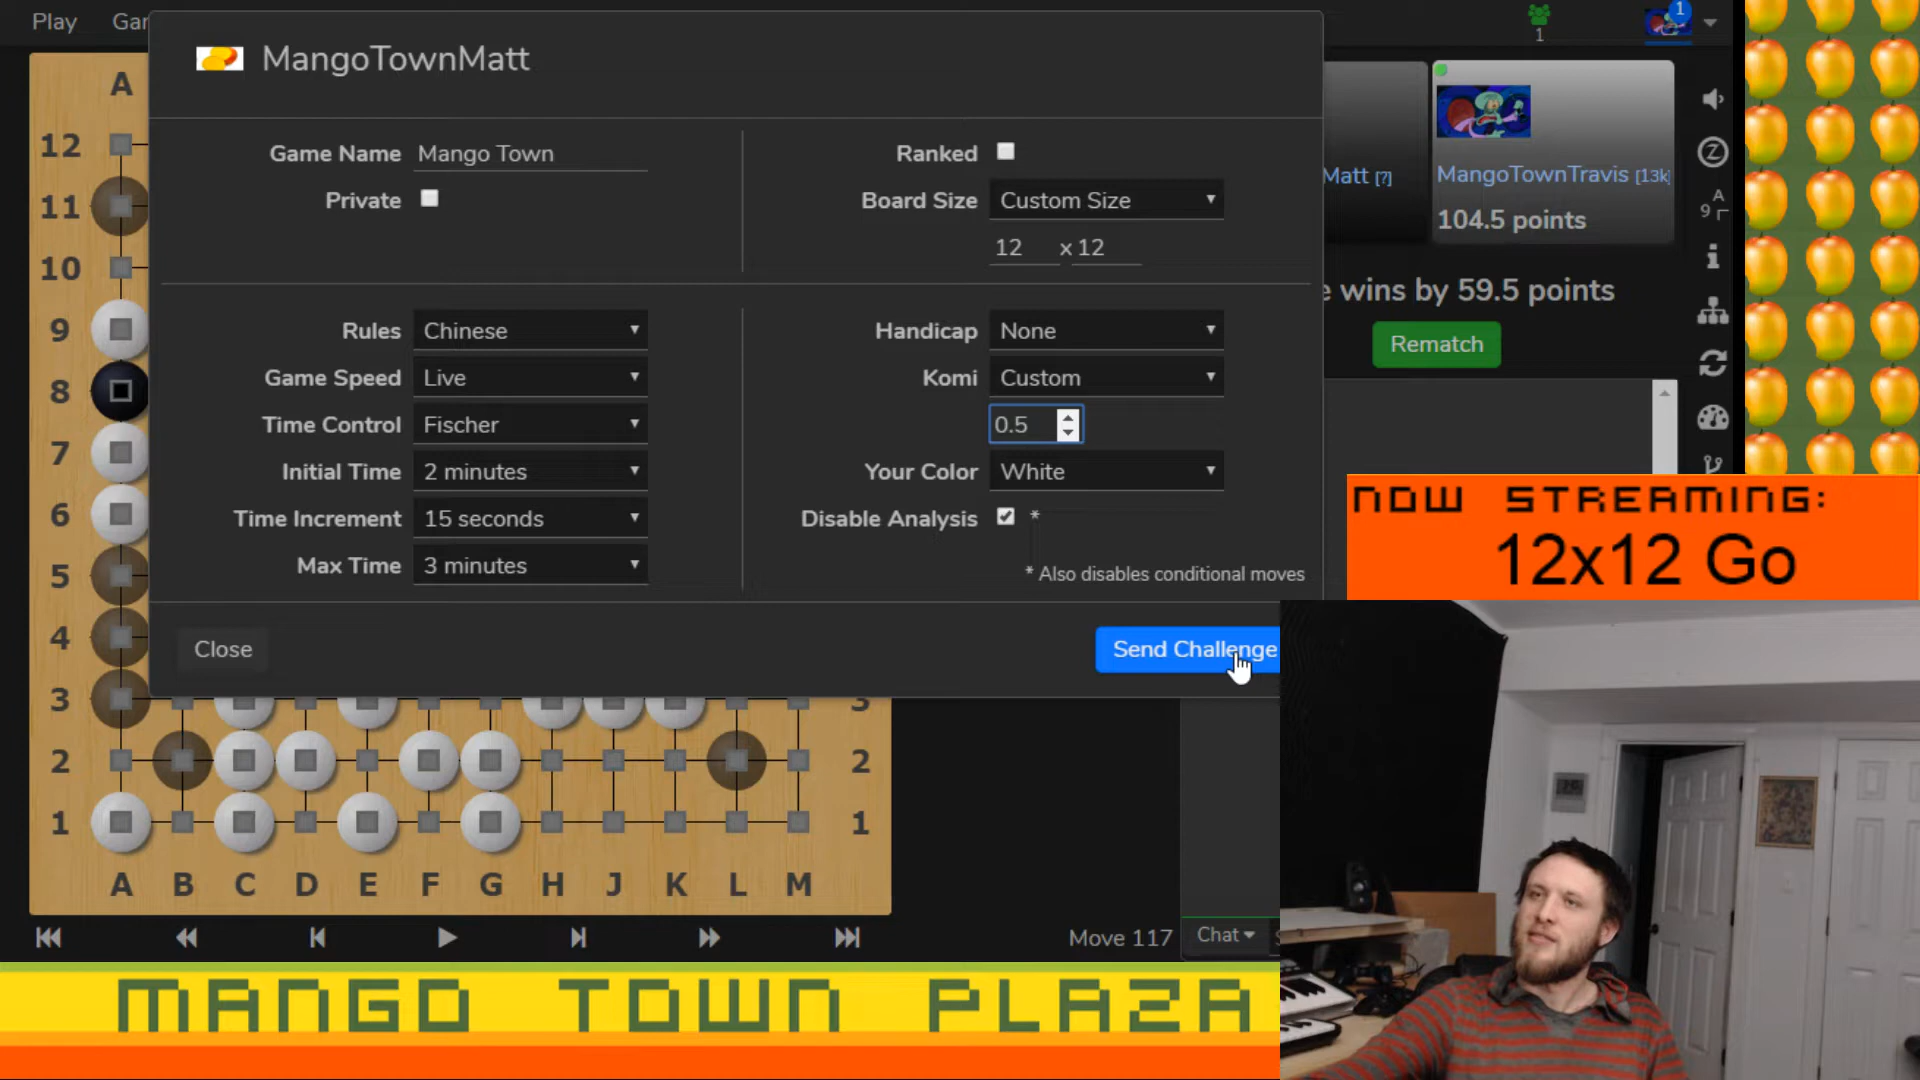 Play
MangoTownMatt
1
1
Game Name Mango Town
Private
Ranked
Board Size Custom Size
12 x 12
Rules Chinese
Game Speed Live
Time Control Fischer
Initial Time 2 minutes
Time Increment 15 seconds
Max Time 3 minutes
Handicap None
Komi Custom
0.5
Your Color White
Disable Analysis *
* Also disables conditional moves
Close
Send Challenge
Matt [?]
MangoTownTravis [13k]
104.5 points
wins by 59.5 points
Rematch
A
12
11
10
9
8
7
6
5
4
3
2 2
1 1
A B C D E F G H J K L M
Move 117
Chat
NOW STREAMING:
12x12 Go
MANGO TOWN PLAZA